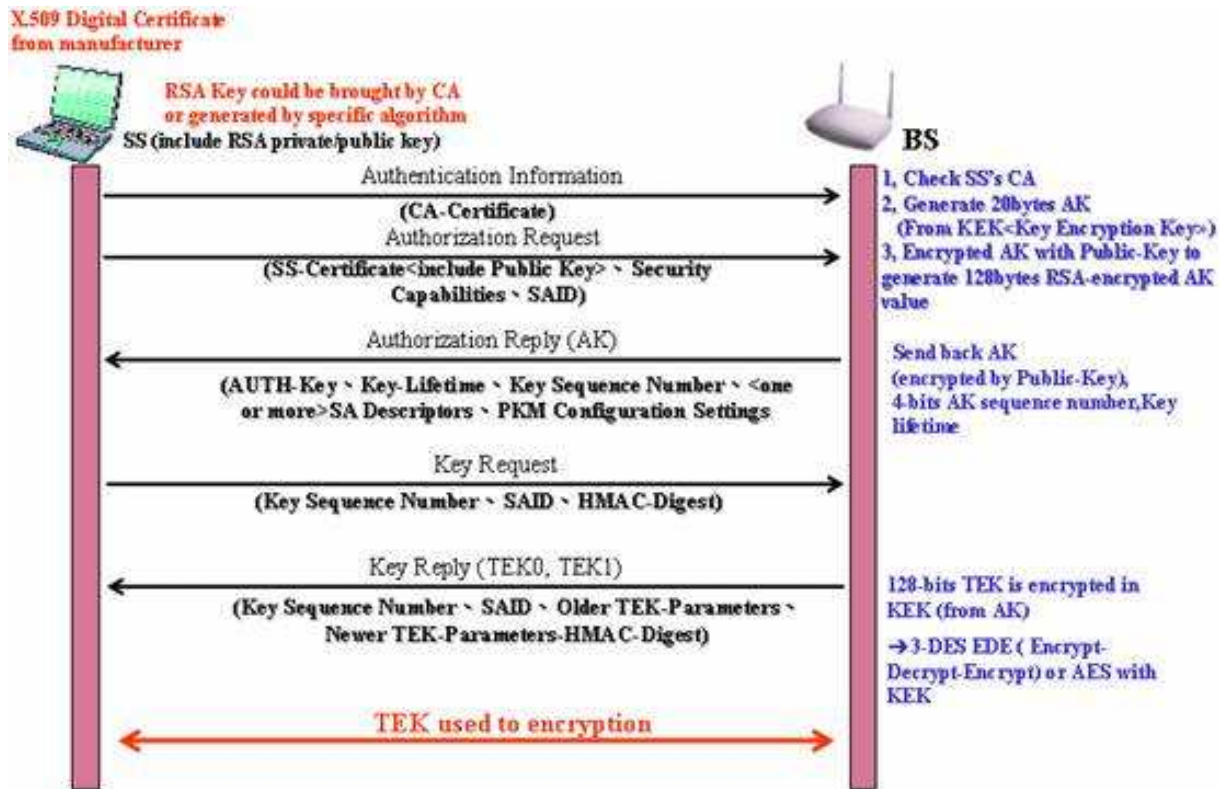 X.509 Digital Certificate
from manufacturer
RSA Key could be brought by CA
or generated by specific algorithm
SS (include RSA private/public key)
BS
Authentication Information
(CA-Certificate)
Authorization Request
(SS-Certificate<include Public Key>、Security
Capabilities、SAID)
1, Check SS's CA
2, Generate 20bytes AK
(From KEK<Key Encryption Key>)
3, Encrypted AK with Public-Key to
generate 128bytes RSA-encrypted AK
value
Authorization Reply (AK)
(AUTH-Key、Key-Lifetime、Key Sequence Number、<one
or more>SA Descriptors、PKM Configuration Settings
Send back AK
(encrypted by Public-Key),
4-bits AK sequence number,Key
lifetime
Key Request
(Key Sequence Number、SAID、HMAC-Digest)
Key Reply (TEK0, TEK1)
(Key Sequence Number、SAID、Older TEK-Parameters、
Newer TEK-Parameters-HMAC-Digest)
128-bits TEK is encrypted in
KEK (from AK)
→3-DES EDE ( Encrypt-
Decrypt-Encrypt) or AES with
KEK
TEK used to encryption